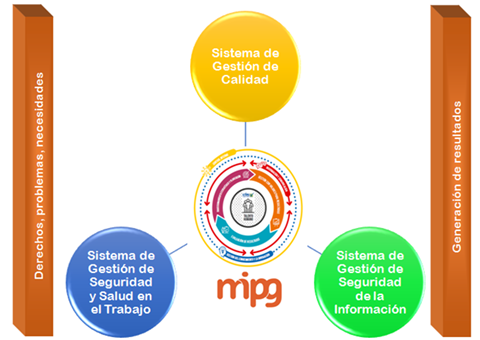 Derechos, problemas, necesidades
Sistema de
Gestión de
Calidad
Sistema de
Gestión de
Seguridad
y Salud en
el Trabajo
mipg
Sistema de
Gestión de
Seguridad
de la
Información
Generación de resultados